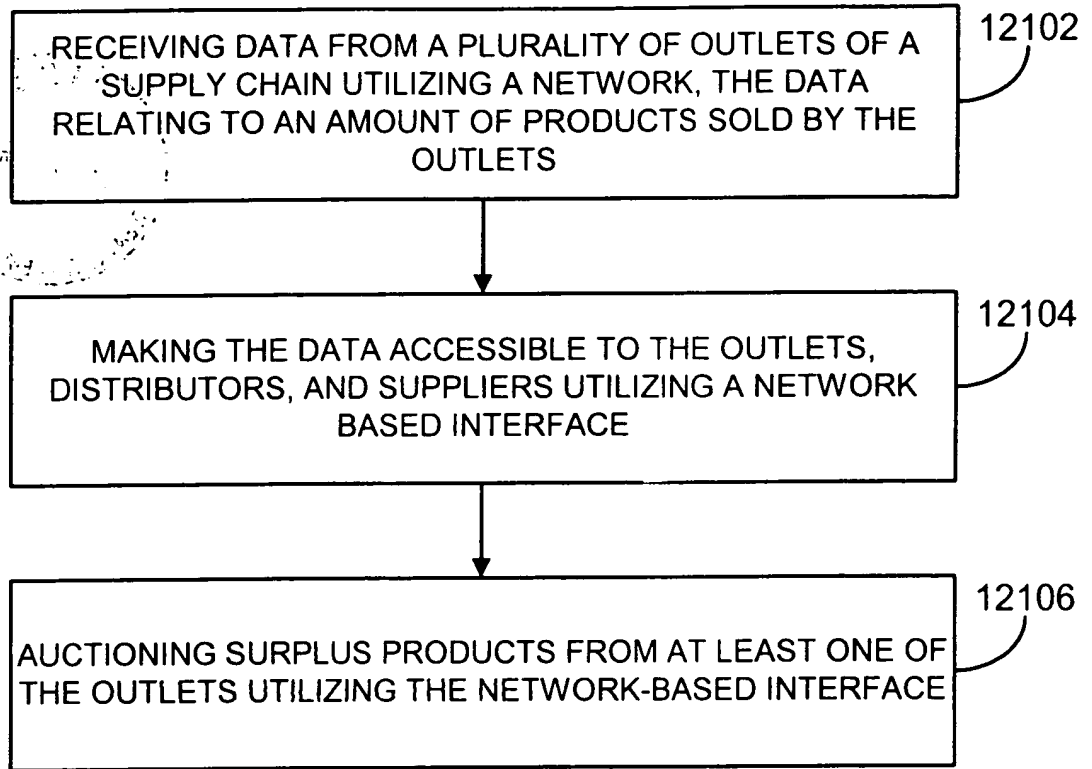 RECEIVING DATA FROM A PLURALITY OF OUTLETS OF A
SUPPLY CHAIN UTILIZING A NETWORK, THE DATA
RELATING TO AN AMOUNT OF PRODUCTS SOLD BY THE
OUTLETS
12102
MAKING THE DATA ACCESSIBLE TO THE OUTLETS,
DISTRIBUTORS, AND SUPPLIERS UTILIZING A NETWORK
BASED INTERFACE
12104
AUCTIONING SURPLUS PRODUCTS FROM AT LEAST ONE OF
THE OUTLETS UTILIZING THE NETWORK-BASED INTERFACE
12106